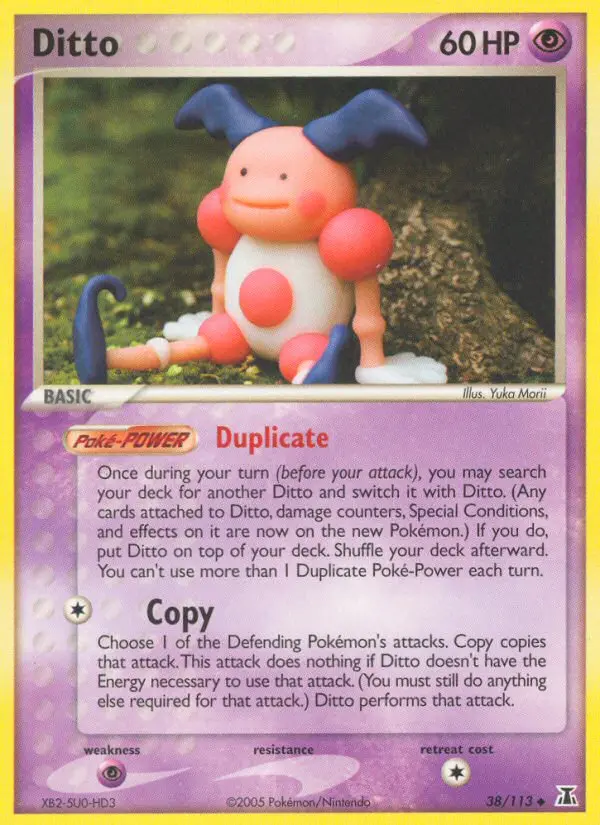 Ditto 60 HP
BASIC Illus. Yuka Morii
Poké-POWER Duplicate
Once during your turn (before your attack), you may search
your deck for another Ditto and switch it with Ditto. (Any
cards attached to Ditto, damage counters, Special Conditions,
and effects on it are now on the new Pokémon.) If you do,
put Ditto on top of your deck. Shuffle your deck afterward.
You can't use more than 1 Duplicate Poké-Power each turn.
Copy
Choose 1 of the Defending Pokémon's attacks. Copy copies
that attack. This attack does nothing if Ditto doesn't have the
Energy necessary to use that attack. (You must still do anything
else required for that attack.) Ditto performs that attack.
weakness resistance retreat cost
XB2-5U0-HD3 ©2005 Pokémon/Nintendo 38/113